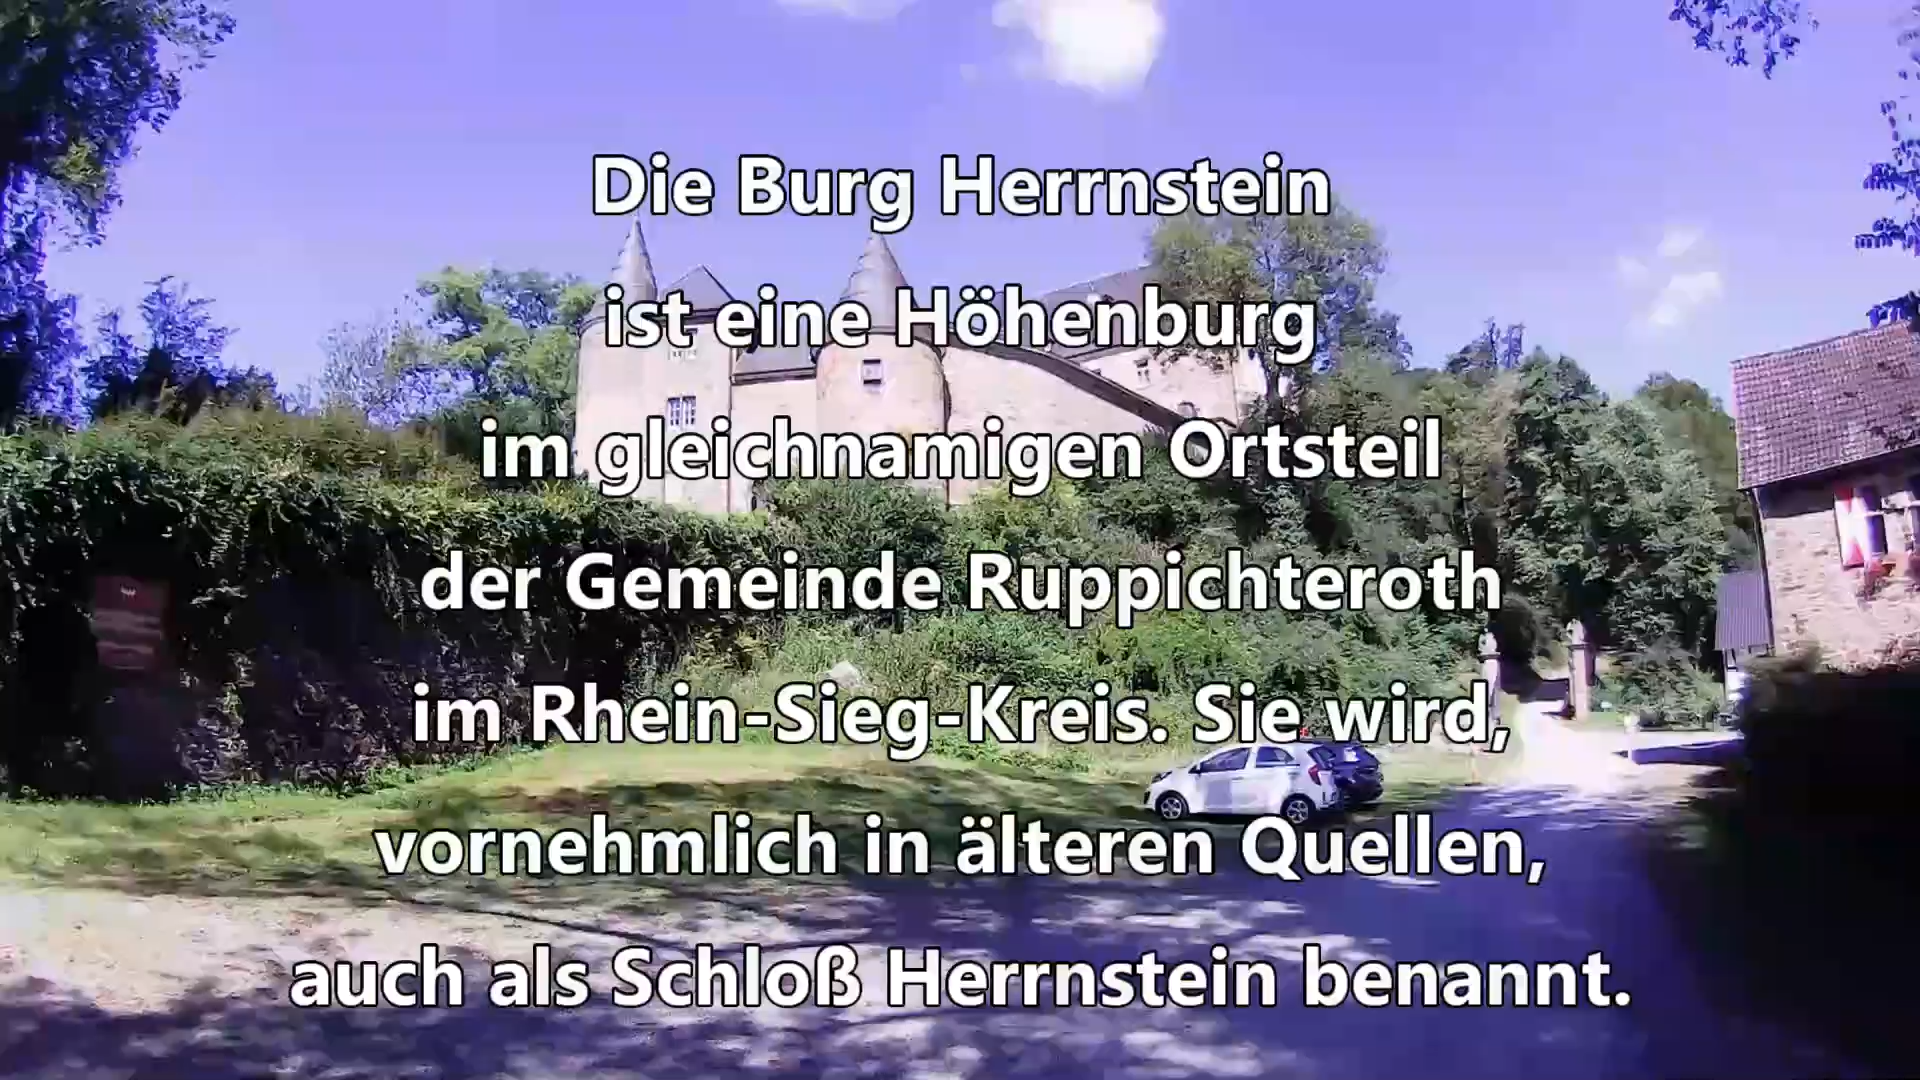 Die Burg Herrnstein
ist eine Höhenburg
im gleichnamigen Ortsteil
der Gemeinde Ruppichteroth
im Rhein-Sieg-Kreis. Sie wird,
vornehmlich in älteren Quellen,
auch als Schloß Herrnstein benannt.